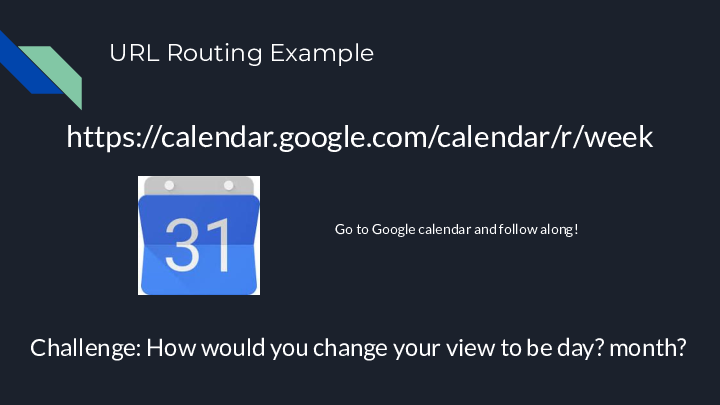 URL Routing Example
https://calendar.google.com/calendar/r/week
31
Go to Google calendar and follow along!
Challenge: How would you change your view to be day? month?